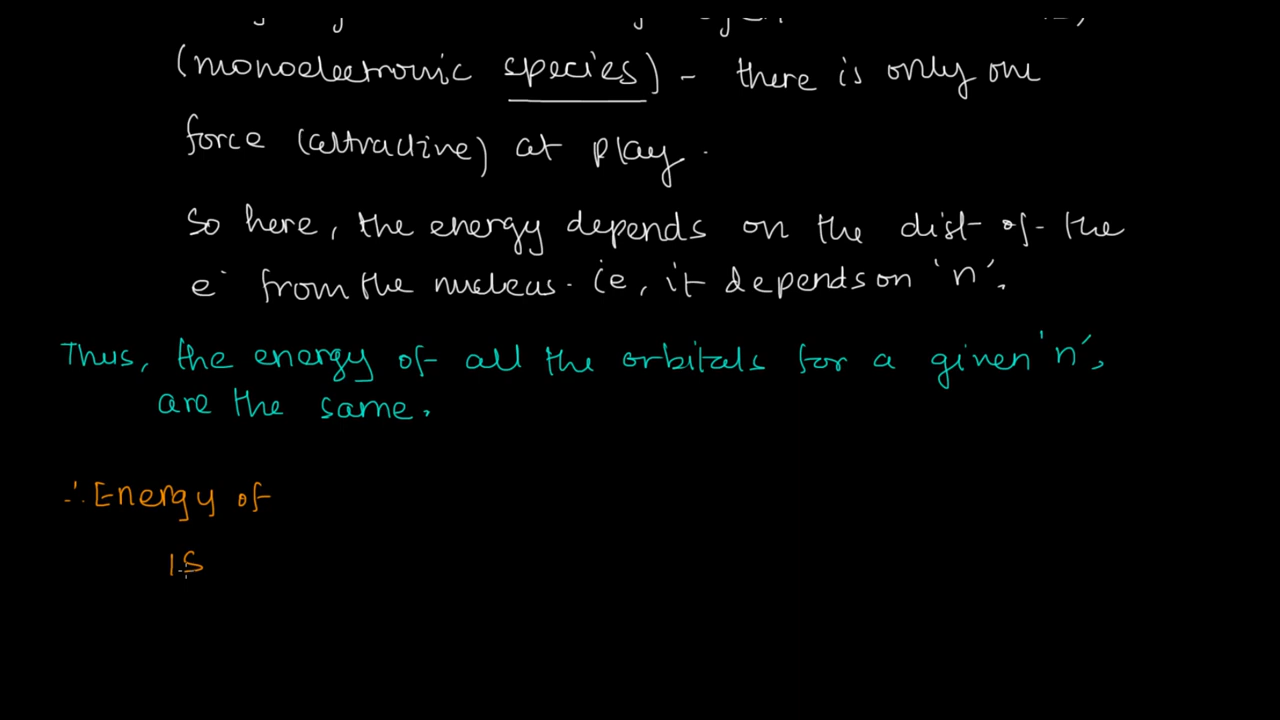 (monoelectronic species) - there is only one
force (attractive) at play.
So here, the energy depends on the dist of the
e- from the nucleus. ie, it depends on 'n'.
Thus, the energy of all the orbitals for a given 'n',
are the same.
∴ Energy of
1s